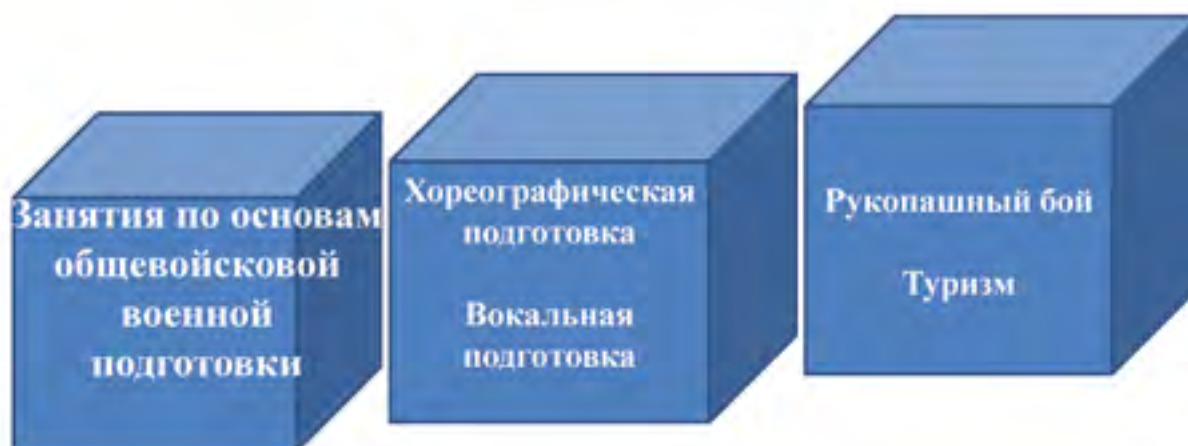 Занятия по основам
общевойсковой
военной
подготовки
Хореографическая
подготовка
Вокальная
подготовка
Рукопашный бой
Туризм